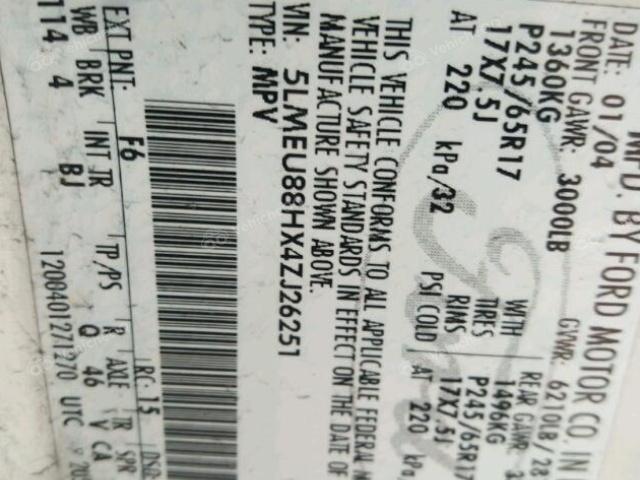 MFD. BY FORD MOTOR CO. IN
DATE: 01/04 GVWR: 6210LB/28
FRONT GAWR: 3000LB REAR GAWR: 3
1360KG WITH 1496KG
P245/65R17 TIRES P245/65R17
17X7.5J RIMS 17X7.5J
AT 220 kPa/32 PSI COLD AT 220 kPa
THIS VEHICLE CONFORMS TO ALL APPLICABLE FEDERAL
VEHICLE SAFETY STANDARDS IN EFFECT ON THE DATE OF
MANUFACTURE SHOWN ABOVE.
VIN: 5LMEU88HX4ZJ26251
TYPE: MPV
EXT PNT: F6 RC: 15 DSO
WB BRK INT TR TP/PS R AXLE TR SPR
114 4 BJ Q 46 V CA
1200401271270 UTC